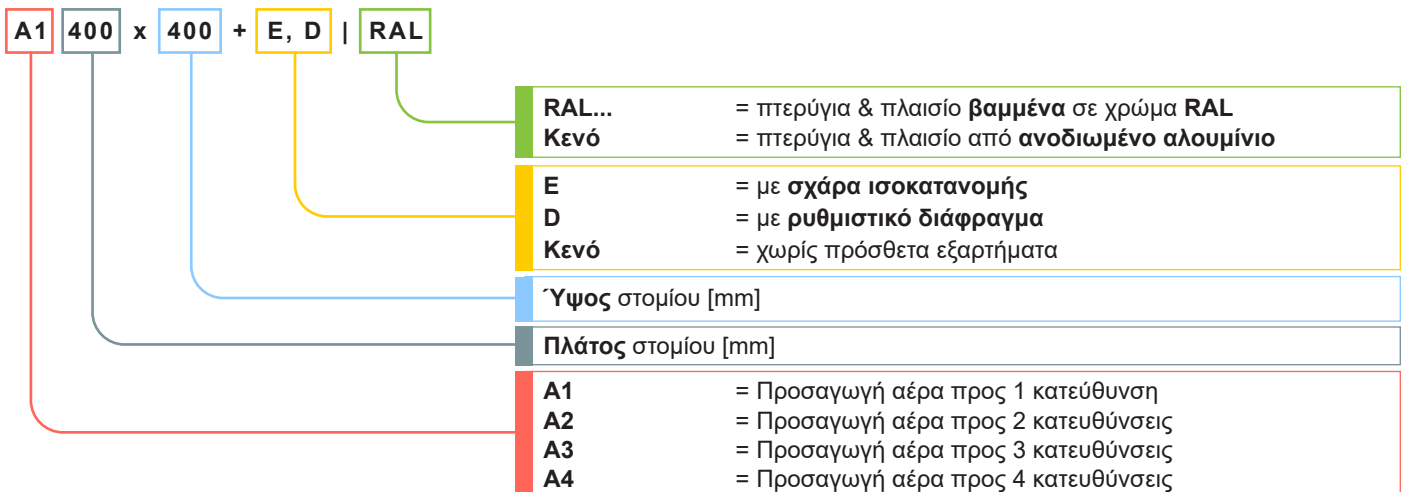 A1 400 x 400 + E, D | RAL
RAL... = πτερύγια & πλαισίο βαμμένα σε χρώμα RAL
Κενό = πτερύγια & πλαισίο από ανοδιωμένο αλουμίνιο
E = με σχάρα ισοκατανομής
D = με ρυθμιστικό διάφραγμα
Κενό = χωρίς πρόσθετα εξαρτήματα
Ύψος στομίου [mm]
Πλάτος στομίου [mm]
A1 = Προσαγωγή αέρα προς 1 κατεύθυνση
A2 = Προσαγωγή αέρα προς 2 κατευθύνσεις
A3 = Προσαγωγή αέρα προς 3 κατευθύνσεις
A4 = Προσαγωγή αέρα προς 4 κατευθύνσεις